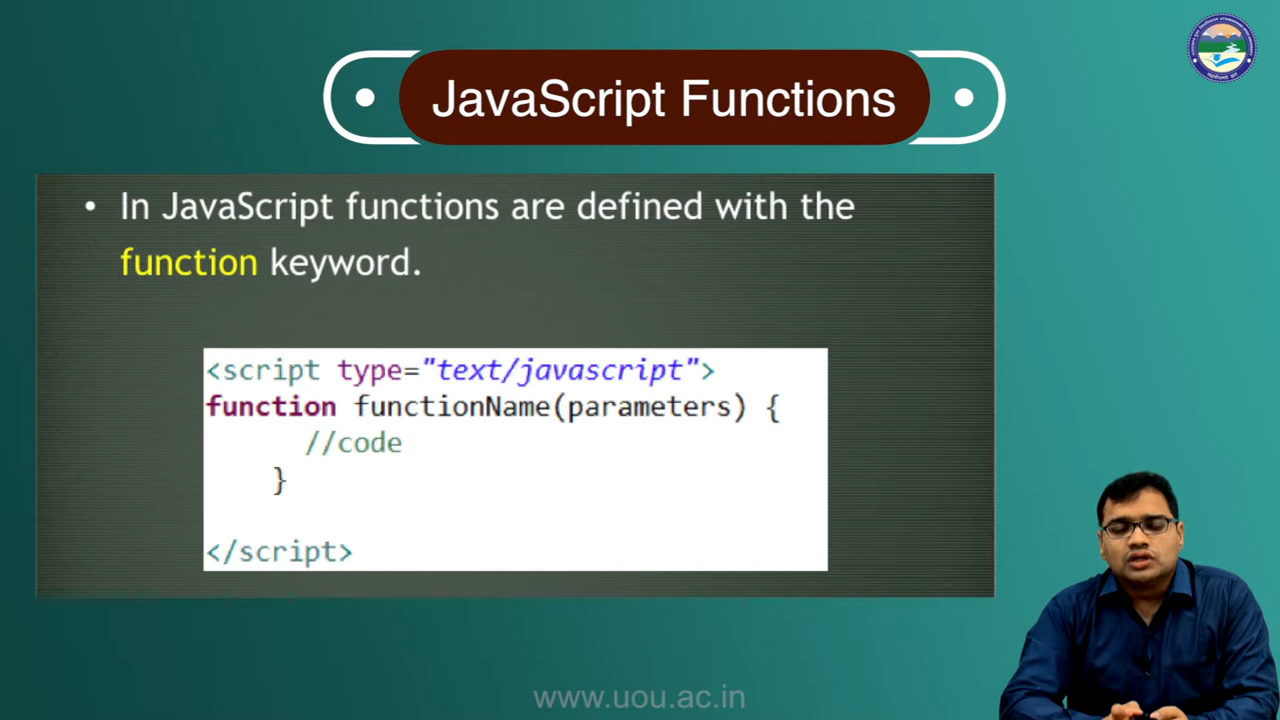 JavaScript Functions
• In JavaScript functions are defined with the
function keyword.
<script type="text/javascript">
function functionName(parameters) {
//code
}
</script>
www.uou.ac.in